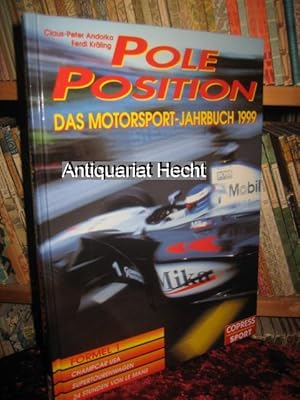 Claus-Peter Andorka
Ferdi Kräling
POLE
POSITION
DAS MOTORSPORT-JAHRBUCH 1999
Antiquariat Hecht
Mobil
Mika
FORMEL 1
CHAMPCAR USA
SUPERTOURENWAGEN
24 STUNDEN VON LE MANS
COPRESS
SPORT